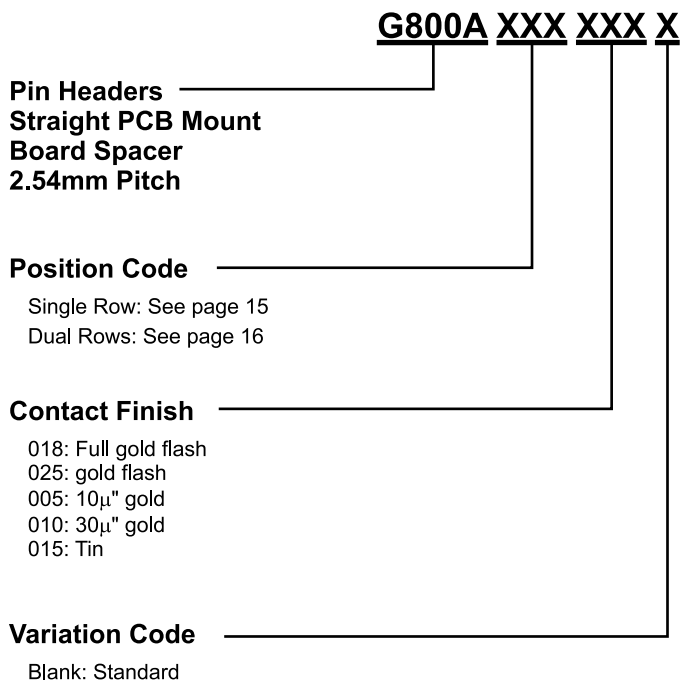 G800A XXX XXX X
Pin Headers
Straight PCB Mount
Board Spacer
2.54mm Pitch
Position Code
Single Row: See page 15
Dual Rows: See page 16
Contact Finish
018: Full gold flash
025: gold flash
005: 10μ" gold
010: 30μ" gold
015: Tin
Variation Code
Blank: Standard